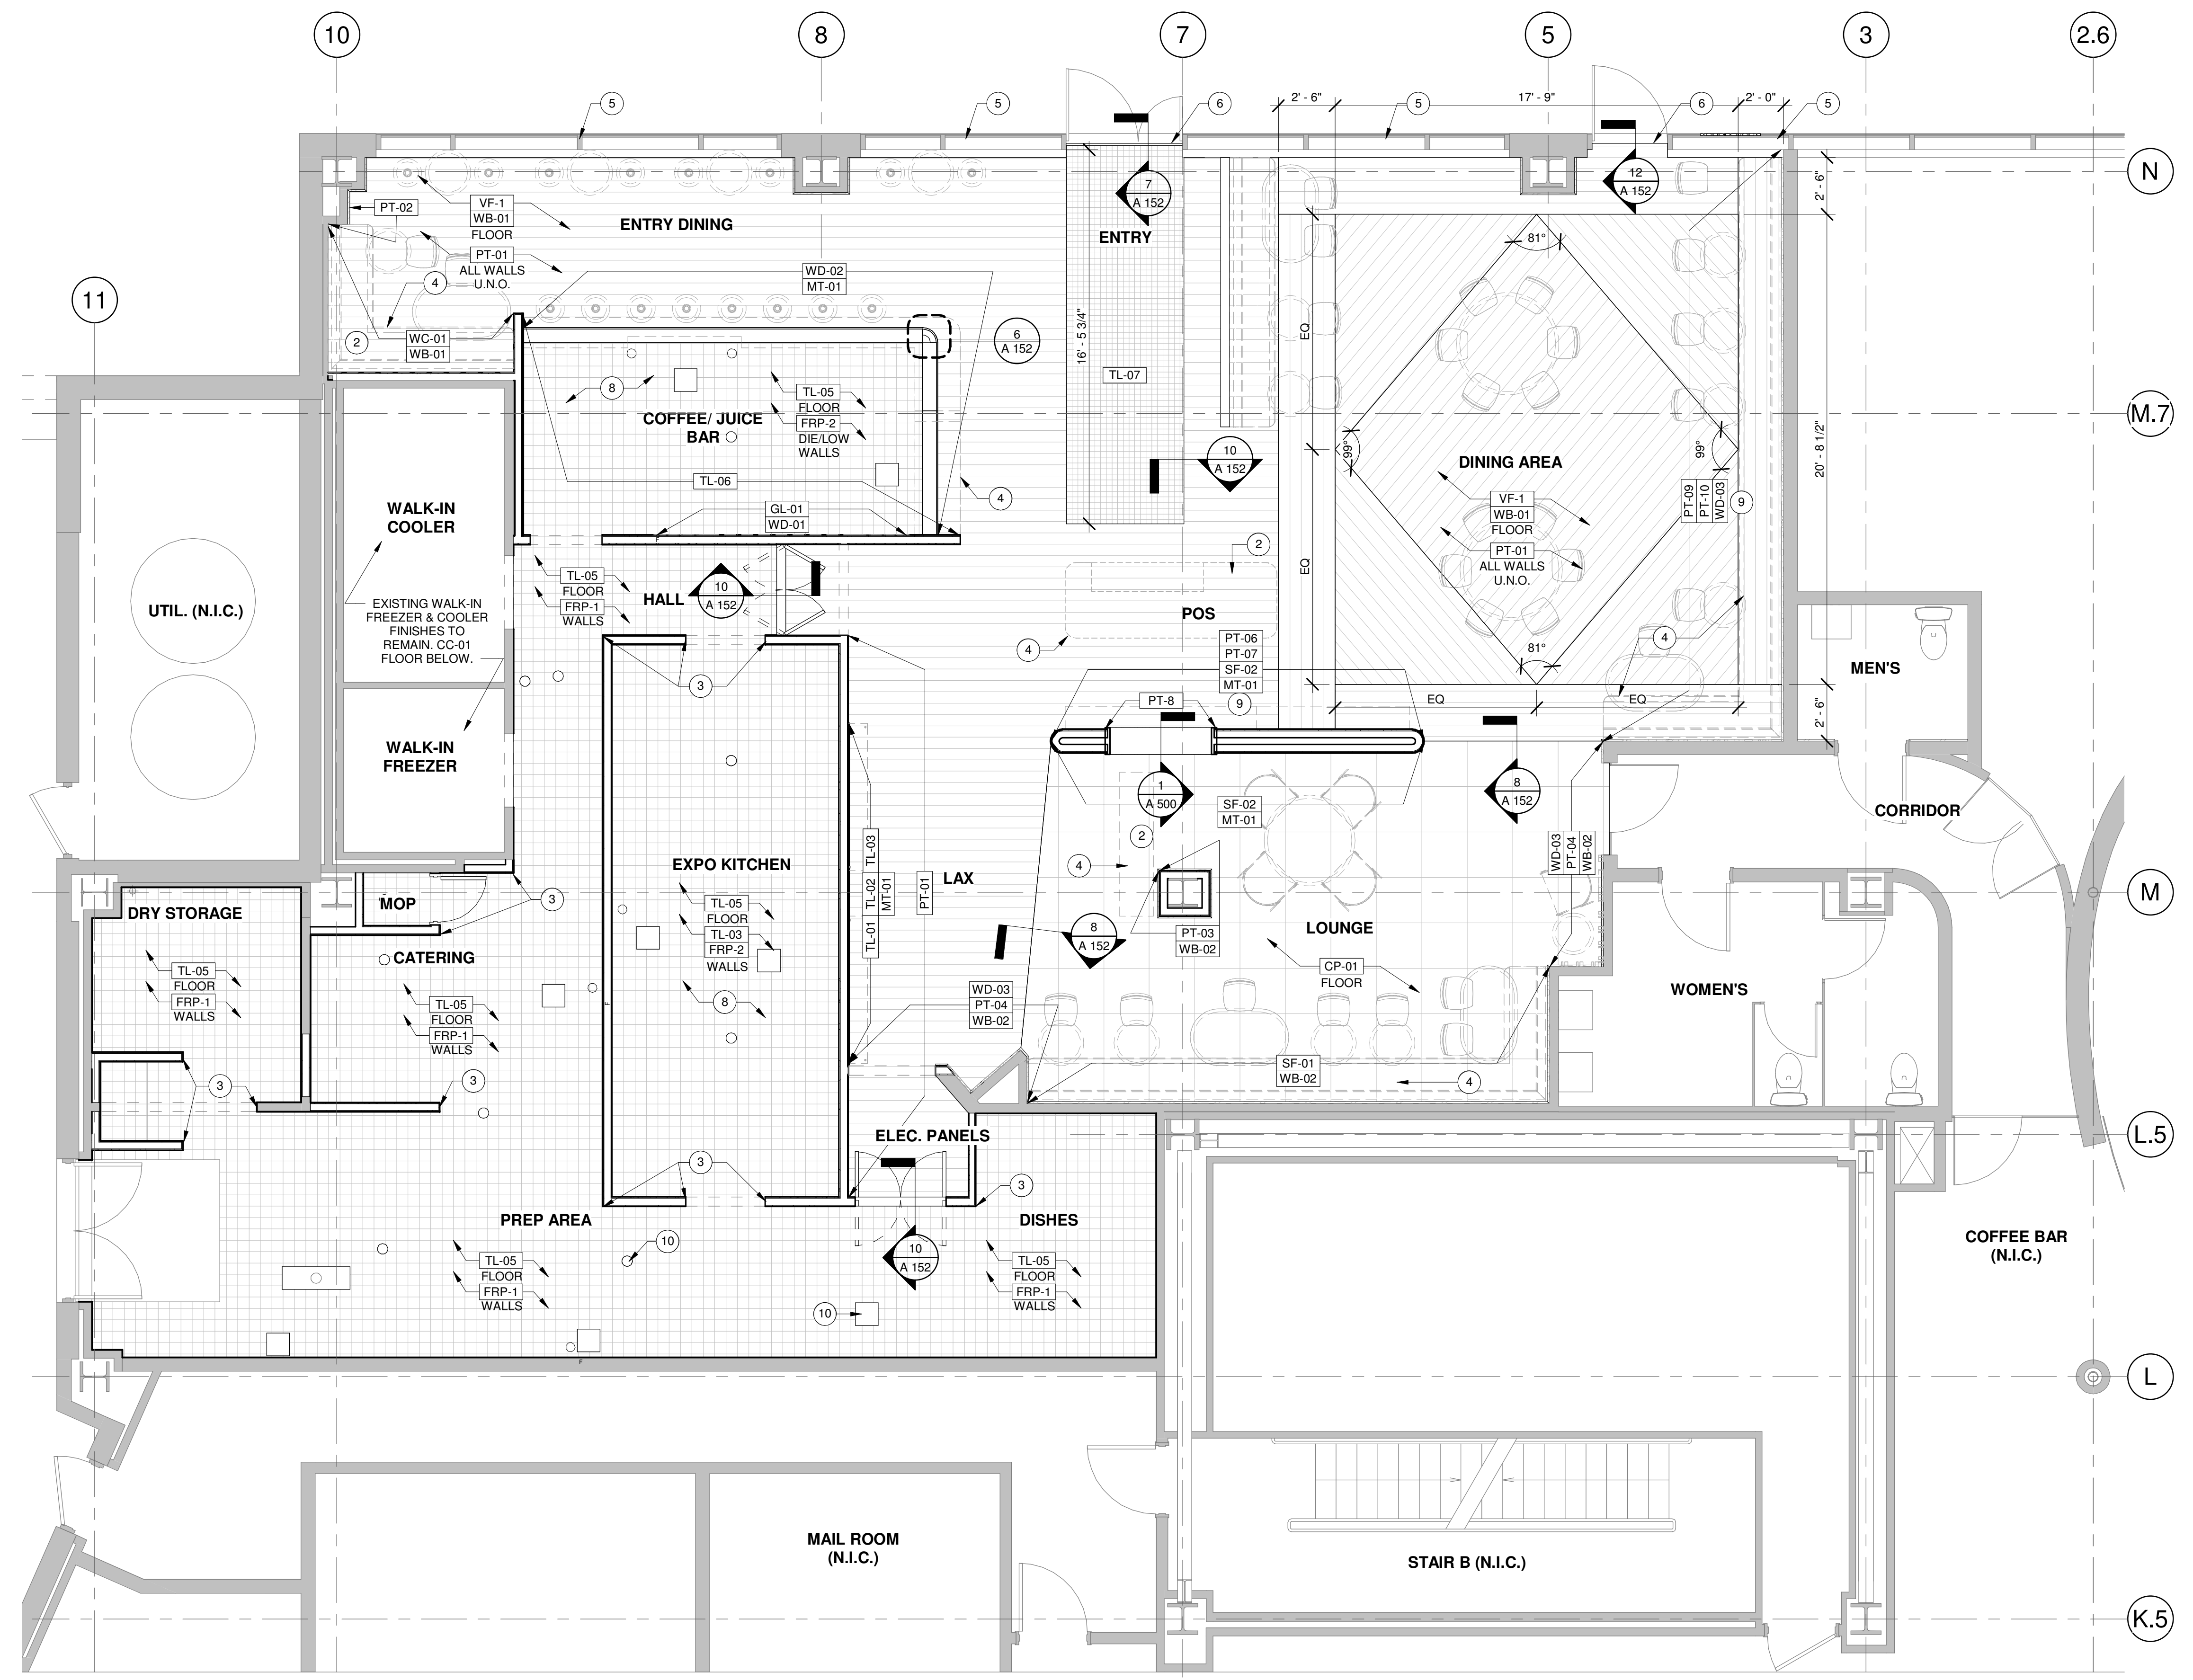 10
8
7
5
3
2.6
5
5
6
2' - 6"
17' - 9"
5
6
2' - 0"
5
N
7
A 152
12
A 152
2' - 6"
PT-02
VF-1
WB-01
FLOOR
ENTRY DINING
ENTRY
81°
PT-01
ALL WALLS
U.N.O.
4
WD-02
MT-01
11
2
WC-01
WB-01
6
A 152
16' - 5 3/4"
EQ
TL-07
8
TL-05
FLOOR
FRP-2
DIE/LOW
WALLS
COFFEE/ JUICE
BAR
M.7
99°
99°
20' - 8 1/2"
10
A 152
DINING AREA
TL-06
4
GL-01
WD-01
VF-1
WB-01
FLOOR
PT-09
PT-10
WD-03
9
WALK-IN
COOLER
2
PT-01
ALL WALLS
U.N.O.
EQ
TL-05
FLOOR
FRP-1
WALLS
HALL
10
A 152
UTIL. (N.I.C.)
EXISTING WALK-IN
FREEZER & COOLER
FINISHES TO
REMAIN. CC-01
FLOOR BELOW.
POS
4
PT-06
PT-07
SF-02
MT-01
9
81°
4
MEN'S
3
PT-8
EQ
EQ
2' - 6"
WALK-IN
FREEZER
1
A 500
SF-02
MT-01
8
A 152
CORRIDOR
2
4
WD-03
PT-04
WB-02
EXPO KITCHEN
TL-03
TL-02
MT-01
TL-01
PT-01
LAX
M
MOP
3
DRY STORAGE
TL-05
FLOOR
TL-03
FRP-2
WALLS
8
A 152
PT-03
WB-02
LOUNGE
CATERING
TL-05
FLOOR
FRP-1
WALLS
TL-05
FLOOR
FRP-1
WALLS
8
CP-01
FLOOR
WD-03
PT-04
WB-02
WOMEN'S
3
3
SF-01
WB-02
4
ELEC. PANELS
L.5
3
3
PREP AREA
DISHES
10
10
A 152
TL-05
FLOOR
FRP-1
WALLS
TL-05
FLOOR
FRP-1
WALLS
10
COFFEE BAR
(N.I.C.)
F
F
F
L
MAIL ROOM
(N.I.C.)
STAIR B (N.I.C.)
K.5